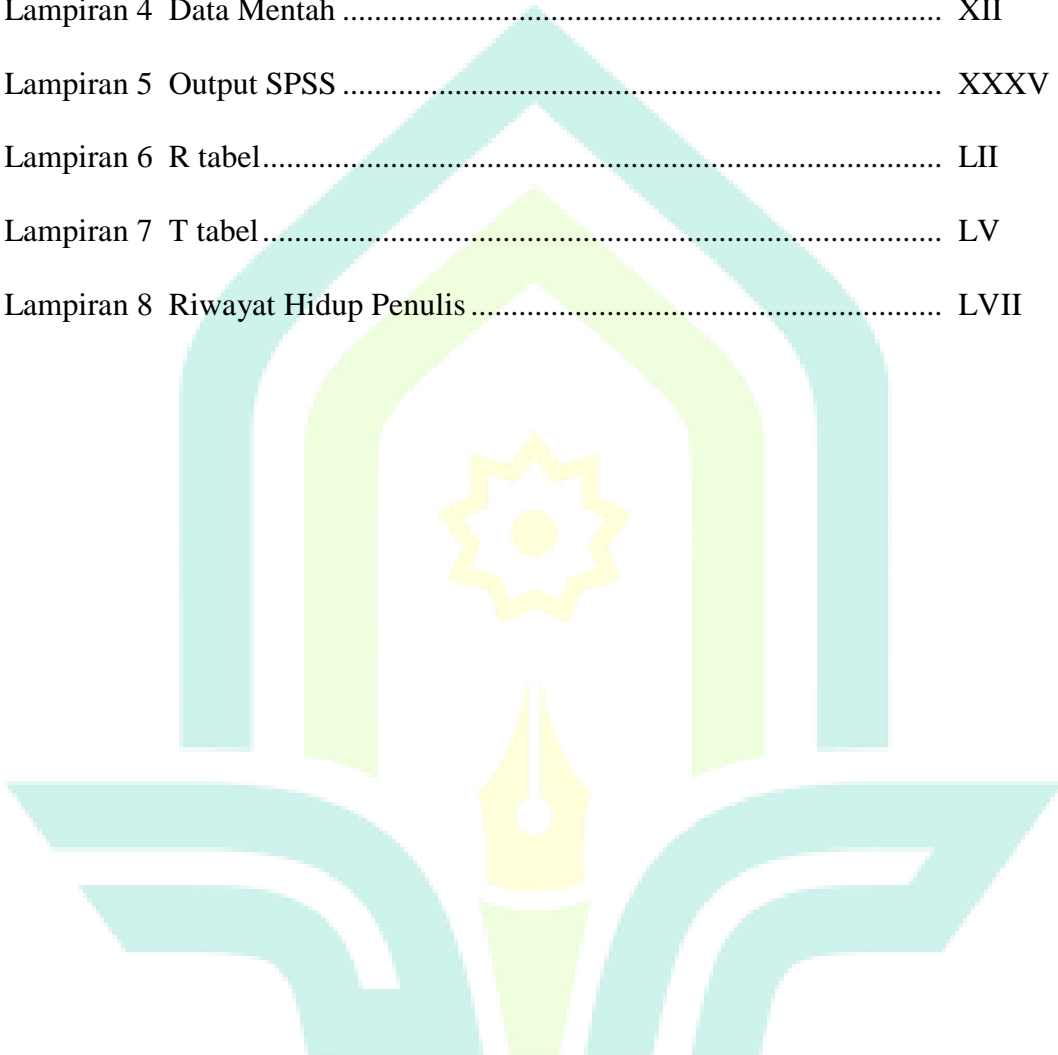 Lampiran 4 Data Mentah ........................................................................... XII
Lampiran 5 Output SPSS ........................................................................... XXXV
Lampiran 6 R tabel..................................................................................... LII
Lampiran 7 T tabel..................................................................................... LV
Lampiran 8 Riwayat Hidup Penulis ........................................................... LVII